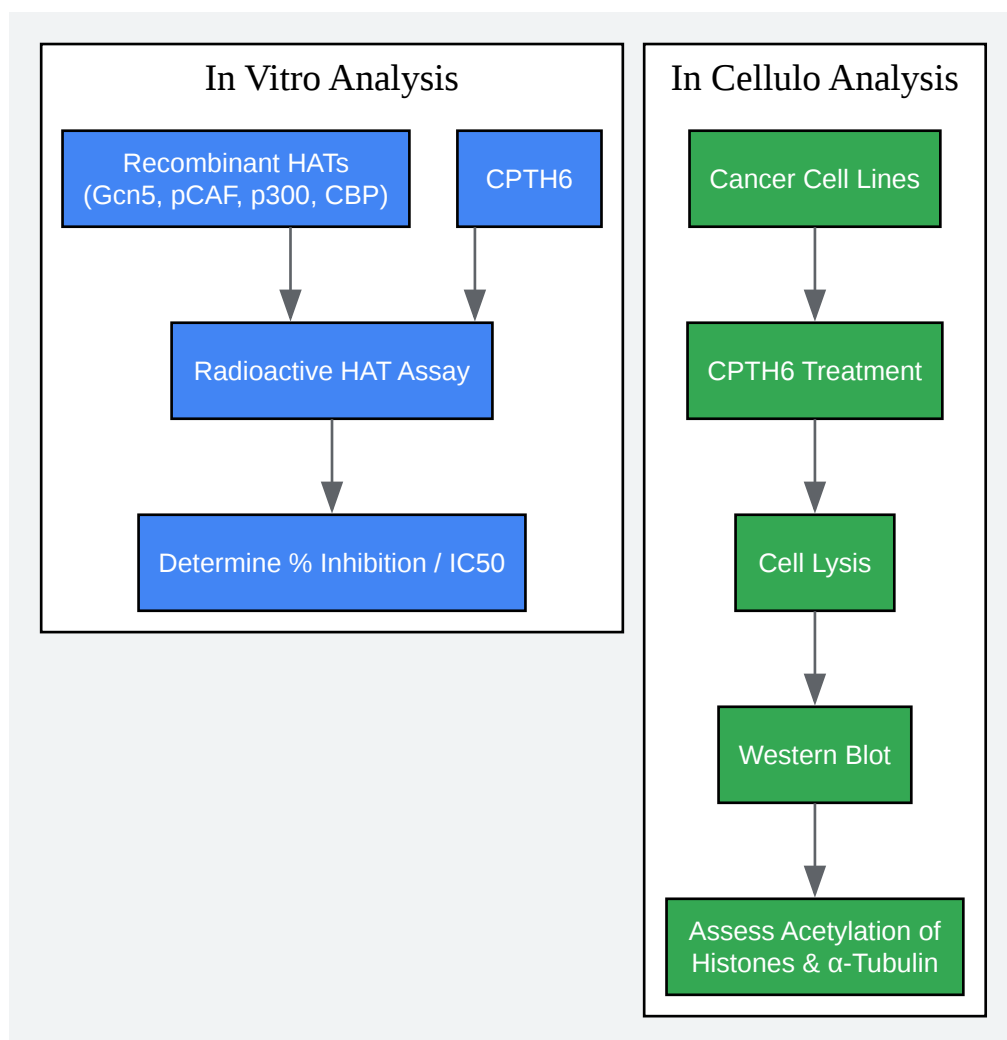 In Vitro Analysis
Recombinant HATs
(Gcn5, pCAF, p300, CBP)
CPTH6
Radioactive HAT Assay
Determine % Inhibition / IC50
In Cellulo Analysis
Cancer Cell Lines
CPTH6 Treatment
Cell Lysis
Western Blot
Assess Acetylation of
Histones & α-Tubulin